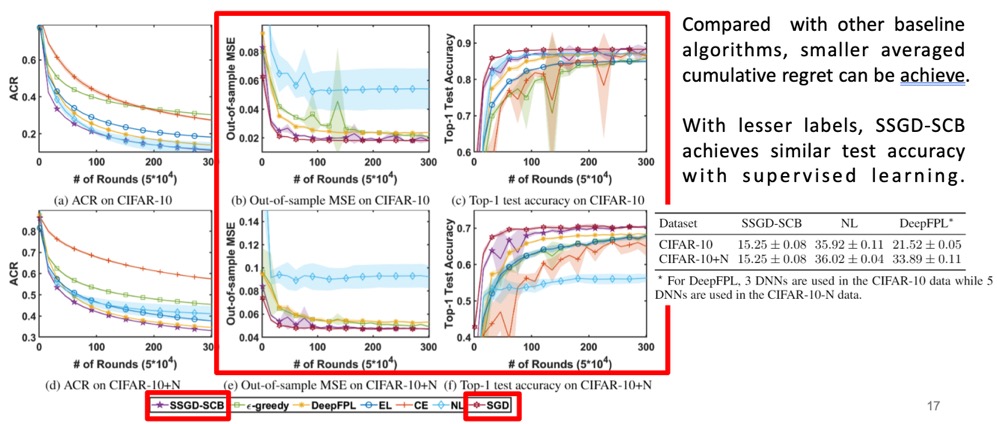 Compared with other baseline
algorithms, smaller averaged
cumulative regret can be achieve.
With lesser labels, SSGD-SCB
achieves similar test accuracy
with supervised learning.
ACR
0.6
0.4
0.2
0 100 200 300
# of Rounds (5*10^4)
(a) ACR on CIFAR-10
Out-of-sample MSE
0.08
0.06
0.04
0.02
0 100 200 300
# of Rounds (5*10^4)
(b) Out-of-sample MSE on CIFAR-10
Top-1 Test Accuracy
0.9
0.8
0.7
0.6
0 100 200 300
# of Rounds (5*10^4)
(c) Top-1 test accuracy on CIFAR-10
ACR
0.9
0.8
0.7
0.6
0.5
0.4
0.3
0 100 200 300
# of Rounds (5*10^4)
(d) ACR on CIFAR-10+N
Out-of-sample MSE
0.14
0.12
0.1
0.08
0.06
0.04
0 100 200 300
# of Rounds (5*10^4)
(e) Out-of-sample MSE on CIFAR-10+N
Top-1 Test Accuracy
0.7
0.6
0.5
0.4
0 100 200 300
# of Rounds (5*10^4)
(f) Top-1 test accuracy on CIFAR-10+N
SSGD-SCB ϵ-greedy DeepFPL EL CE NL SGD
Dataset SSGD-SCB NL DeepFPL*
CIFAR-10 15.25 ± 0.08 35.92 ± 0.11 21.52 ± 0.05
CIFAR-10+N 15.25 ± 0.08 36.02 ± 0.04 33.89 ± 0.11
* For DeepFPL, 3 DNNs are used in the CIFAR-10 data while 5
DNNs are used in the CIFAR-10-N data.
17